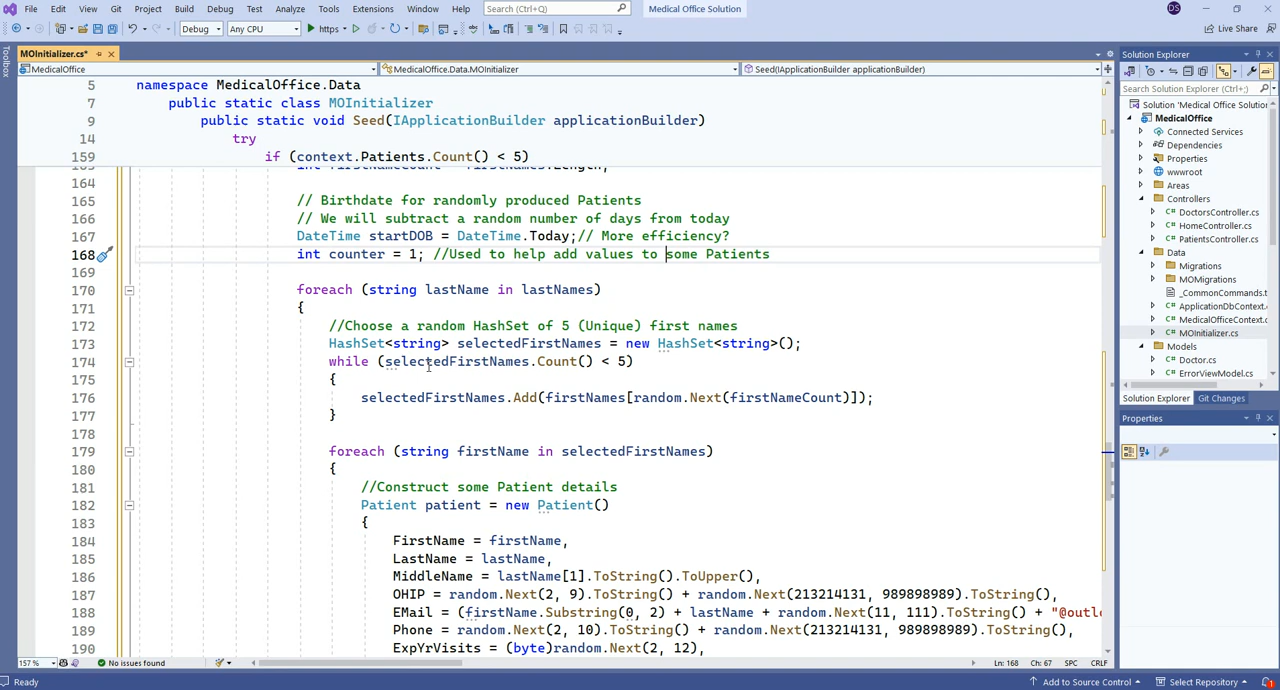 File Edit View Git Project Build Debug Test Analyze Tools Extensions Window Help Search (Ctrl+Q) Medical Office Solution DS
Debug Any CPU https Live Share
Toolbox
MOInitializer.cs*
MedicalOffice MedicalOffice.Data.MOInitializer Seed(IApplicationBuilder applicationBuilder)
5 namespace MedicalOffice.Data
7 public static class MOInitializer
9 public static void Seed(IApplicationBuilder applicationBuilder)
14 try
159 if (context.Patients.Count() < 5)
164
165 // Birthdate for randomly produced Patients
166 // We will subtract a random number of days from today
167 DateTime startDOB = DateTime.Today;// More efficiency?
168 int counter = 1; //Used to help add values to some Patients
169
170 foreach (string lastName in lastNames)
171 {
172 //Choose a random HashSet of 5 (Unique) first names
173 HashSet<string> selectedFirstNames = new HashSet<string>();
174 while (selectedFirstNames.Count() < 5)
175 {
176 selectedFirstNames.Add(firstNames[random.Next(firstNameCount)]);
177 }
178
179 foreach (string firstName in selectedFirstNames)
180 {
181 //Construct some Patient details
182 Patient patient = new Patient()
183 {
184 FirstName = firstName,
185 LastName = lastName,
186 MiddleName = lastName[1].ToString().ToUpper(),
187 OHIP = random.Next(2, 9).ToString() + random.Next(213214131, 989898989).ToString(),
188 EMail = (firstName.Substring(0, 2) + lastName + random.Next(11, 111).ToString() + "@outlo
189 Phone = random.Next(2, 10).ToString() + random.Next(213214131, 989898989).ToString(),
190 ExpYrVisits = (byte)random.Next(2, 12),
157 % No issues found Ln: 168 Ch: 67 SPC CRLF
Solution Explorer
Search Solution Explorer (Ctrl+;)
Solution 'Medical Office Solution
MedicalOffice
Connected Services
Dependencies
Properties
wwwroot
Areas
Controllers
DoctorsController.cs
HomeController.cs
PatientsController.cs
Data
Migrations
MOMigrations
_CommonCommands.t
ApplicationDbContext.c
MedicalOfficeContext.c
MOInitializer.cs
Models
Doctor.cs
ErrorViewModel.cs
Solution Explorer Git Changes
Properties
Ready Add to Source Control Select Repository 1